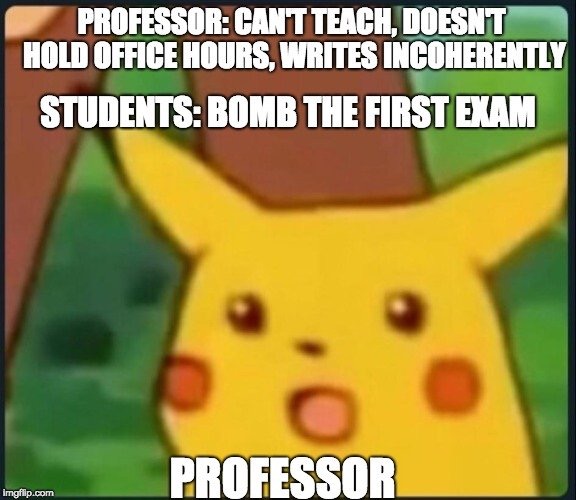 PROFESSOR: CAN'T TEACH, DOESN'T
HOLD OFFICE HOURS, WRITES INCOHERENTLY
STUDENTS: BOMB THE FIRST EXAM
PROFESSOR
imgflip.com